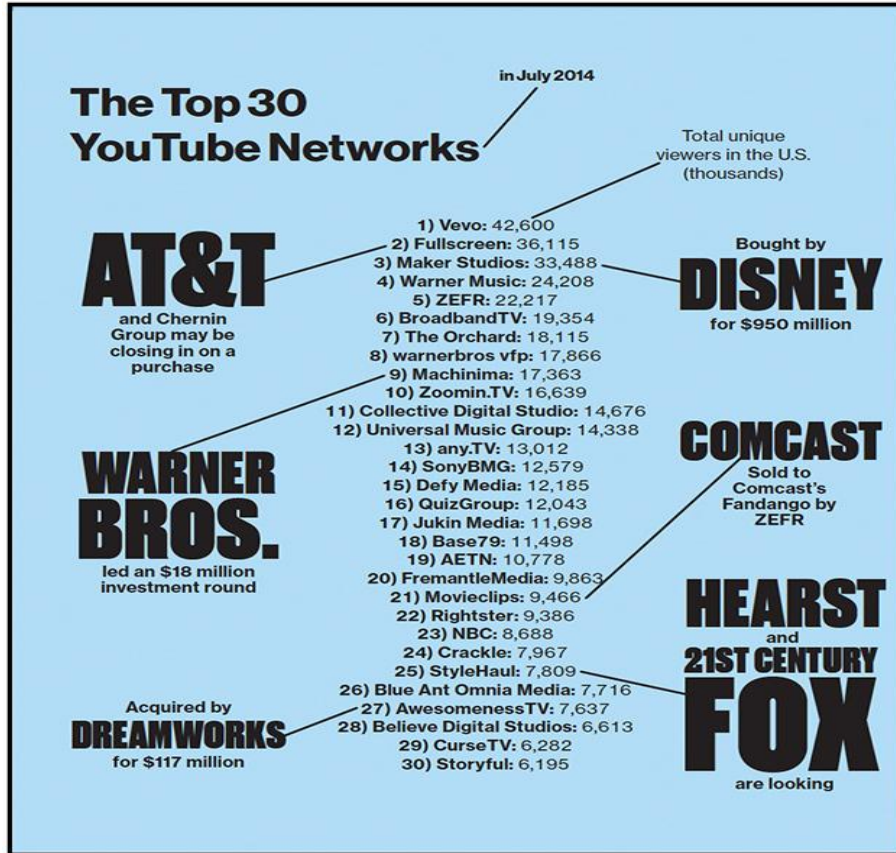 in July 2014
The Top 30
YouTube Networks
Total unique
viewers in the U.S.
(thousands)
1) Vevo: 42,600
2) Fullscreen: 36,115
3) Maker Studios: 33,488
4) Warner Music: 24,208
5) ZEFR: 22,217
6) BroadbandTV: 19,354
7) The Orchard: 18,115
8) warnerbros vfp: 17,866
9) Machinima: 17,363
10) Zoomin.TV: 16,639
11) Collective Digital Studio: 14,676
12) Universal Music Group: 14,338
13) any.TV: 13,012
14) SonyBMG: 12,579
15) Defy Media: 12,185
16) QuizGroup: 12,043
17) Jukin Media: 11,698
18) Base79: 11,498
19) AETN: 10,778
20) FremantleMedia: 9,863
21) Movieclips: 9,466
22) Rightster: 9,386
23) NBC: 8,688
24) Crackle: 7,967
25) StyleHaul: 7,809
26) Blue Ant Omnia Media: 7,716
27) AwesomenessTV: 7,637
28) Believe Digital Studios: 6,613
29) CurseTV: 6,282
30) Storyful: 6,195
AT&T
and Chernin
Group may be
closing in on a
purchase
WARNER
BROS.
led an $18 million
investment round
Acquired by
DREAMWORKS
for $117 million
Bought by
DISNEY
for $950 million
COMCAST
Sold to
Comcast's
Fandango by
ZEFR
HEARST
and
21ST CENTURY
FOX
are looking